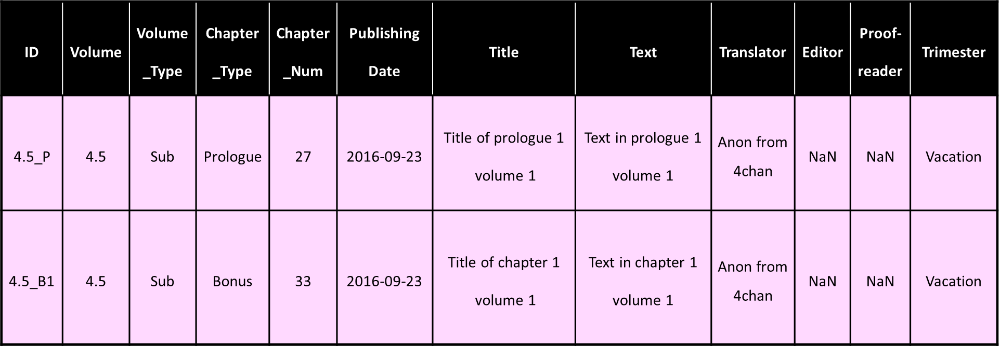 ID
Volume
Volume
_Type
Chapter
_Type
Chapter
_Num
Publishing
Date
Title
Text
Translator
Editor
Proof-
reader
Trimester
4.5_P
4.5
Sub
Prologue
27
2016-09-23
Title of prologue 1
volume 1
Text in prologue 1
volume 1
Anon from
4chan
NaN
NaN
Vacation
4.5_B1
4.5
Sub
Bonus
33
2016-09-23
Title of chapter 1
volume 1
Text in chapter 1
volume 1
Anon from
4chan
NaN
NaN
Vacation